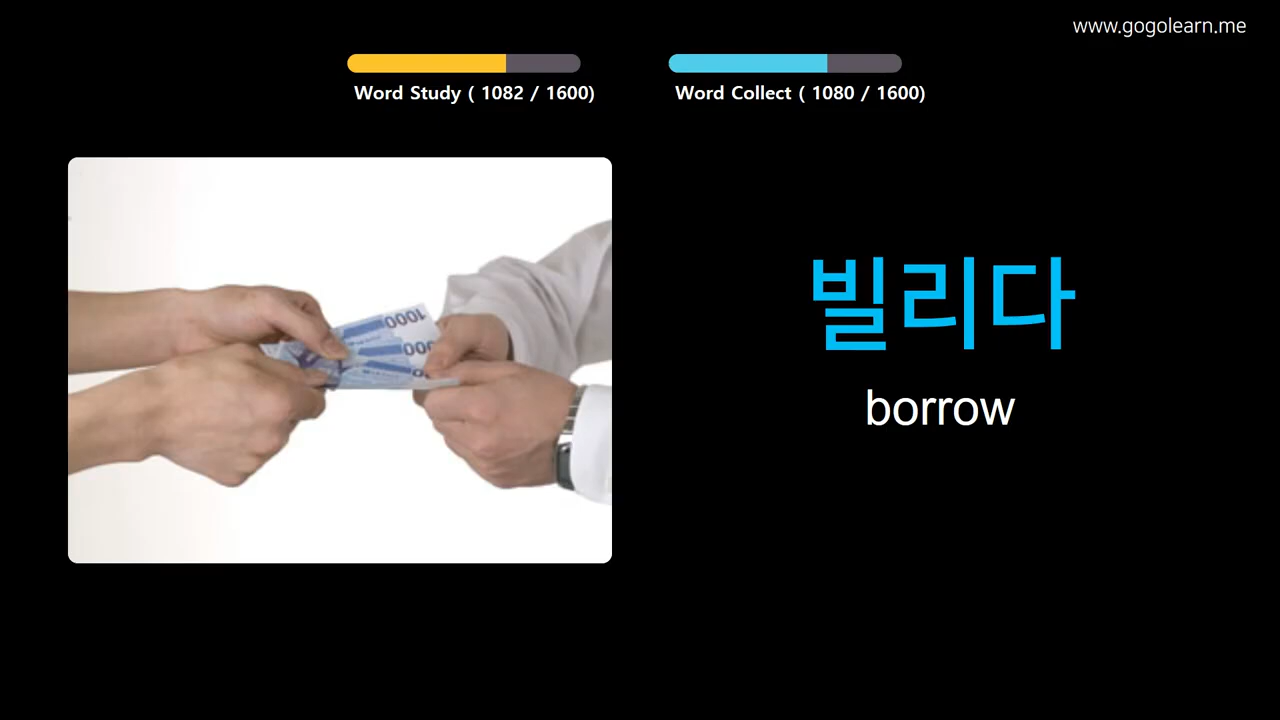 www.gogolearn.me
Word Study ( 1082 / 1600)
Word Collect ( 1080 / 1600)
빌리다
borrow
1000